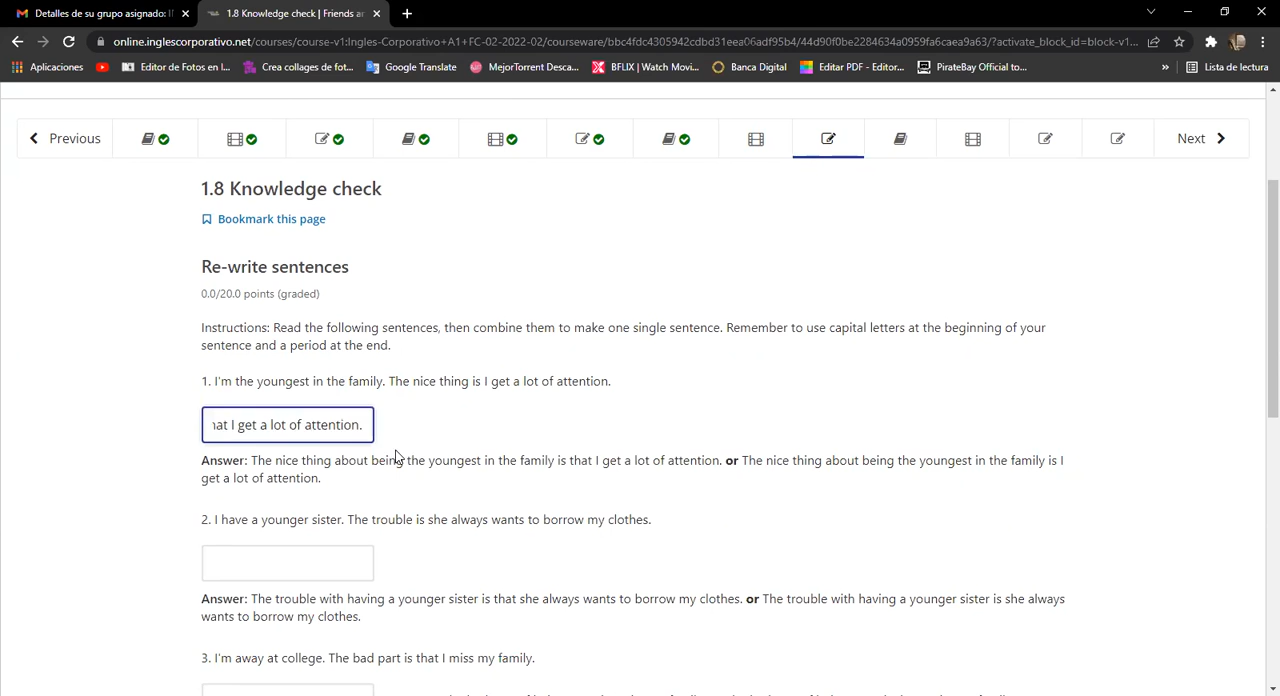 Detalles de su grupo asignado: I
1.8 Knowledge check | Friends ar
online.inglescorporativo.net/courses/course-v1:Ingles-Corporativo+A1+FC-02-2022-02/courseware/bbc4fdc4305942cdbd31eea06adf95b4/44d90f0be2284634a0959fa6caea9a63/?activate_block_id=block-v1...
Aplicaciones
Editor de Fotos en l...
Crea collages de fot...
Google Translate
MejorTorrent Desca...
BFLIX | Watch Movi...
Banca Digital
Editar PDF - Editor...
PirateBay Official to...
»
Lista de lectura
Previous
Next
1.8 Knowledge check
Bookmark this page
Re-write sentences
0.0/20.0 points (graded)
Instructions: Read the following sentences, then combine them to make one single sentence. Remember to use capital letters at the beginning of your
sentence and a period at the end.
1. I'm the youngest in the family. The nice thing is I get a lot of attention.
hat I get a lot of attention.
Answer: The nice thing about being the youngest in the family is that I get a lot of attention. or The nice thing about being the youngest in the family is I
get a lot of attention.
2. I have a younger sister. The trouble is she always wants to borrow my clothes.
Answer: The trouble with having a younger sister is that she always wants to borrow my clothes. or The trouble with having a younger sister is she always
wants to borrow my clothes.
3. I'm away at college. The bad part is that I miss my family.